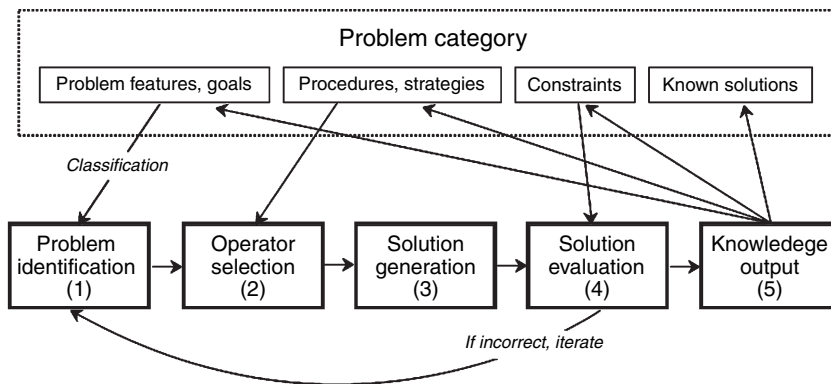 Problem category
Problem features, goals
Procedures, strategies
Constraints
Known solutions
Classification
Problem
identification
(1)
Operator
selection
(2)
Solution
generation
(3)
Solution
evaluation
(4)
Knowledege
output
(5)
If incorrect, iterate